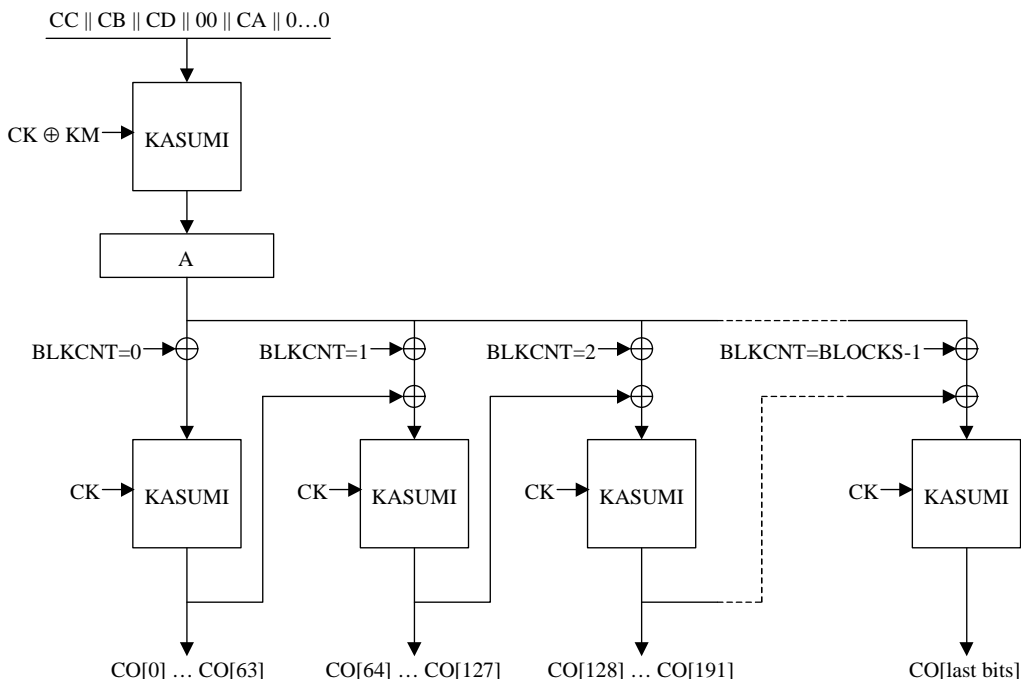 CC || CB || CD || 00 || CA || 0…0
CK ⊕ KM
KASUMI
A
BLKCNT=0
BLKCNT=1
BLKCNT=2
BLKCNT=BLOCKS-1
CK
KASUMI
CK
KASUMI
CK
KASUMI
CK
KASUMI
CO[0] … CO[63]
CO[64] … CO[127]
CO[128] … CO[191]
CO[last bits]